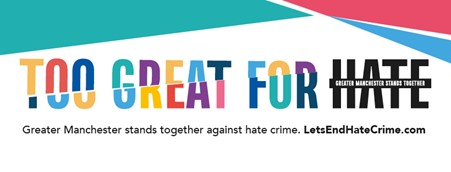 TOO GREAT FOR HATE
GREATER MANCHESTER STANDS TOGETHER
Greater Manchester stands together against hate crime. LetsEndHateCrime.com